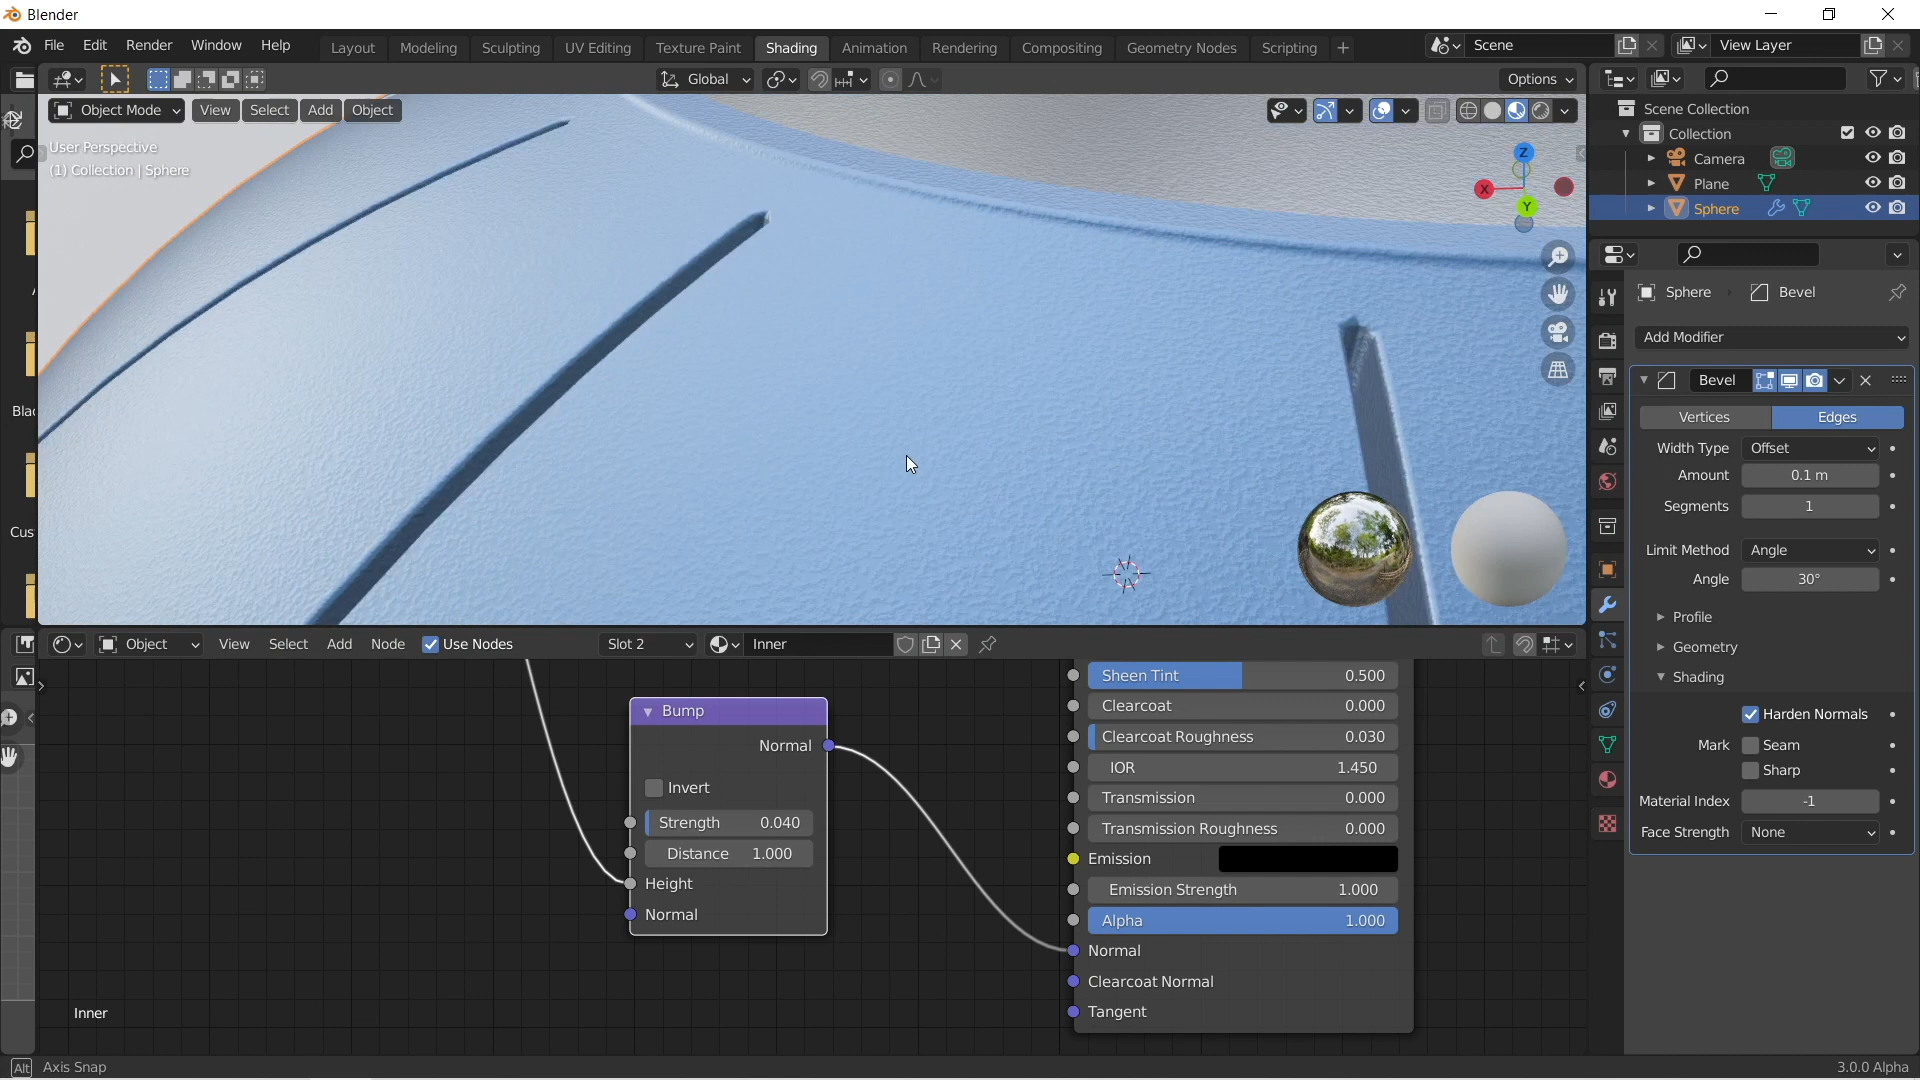 Blender
File Edit Render Window Help Layout Modeling Sculpting UV Editing Texture Paint Shading Animation Rendering Compositing Geometry Nodes Scripting + Scene View Layer
Global Options
Object Mode View Select Add Object
User Perspective
(1) Collection | Sphere
Z
X
Y
Scene Collection
Collection
Camera
Plane
Sphere
Sphere Bevel
Add Modifier
Bevel
Vertices Edges
Width Type Offset
Amount 0.1 m
Segments 1
Limit Method Angle
Angle 30°
Profile
Geometry
Shading
Harden Normals
Mark Seam
Sharp
Material Index -1
Face Strength None
Blac
Cus
Object View Select Add Node Use Nodes Slot 2 Inner
Bump
Normal
Invert
Strength 0.040
Distance 1.000
Height
Normal
Sheen Tint 0.500
Clearcoat 0.000
Clearcoat Roughness 0.030
IOR 1.450
Transmission 0.000
Transmission Roughness 0.000
Emission
Emission Strength 1.000
Alpha 1.000
Normal
Clearcoat Normal
Tangent
Inner
Alt Axis Snap
3.0.0 Alpha